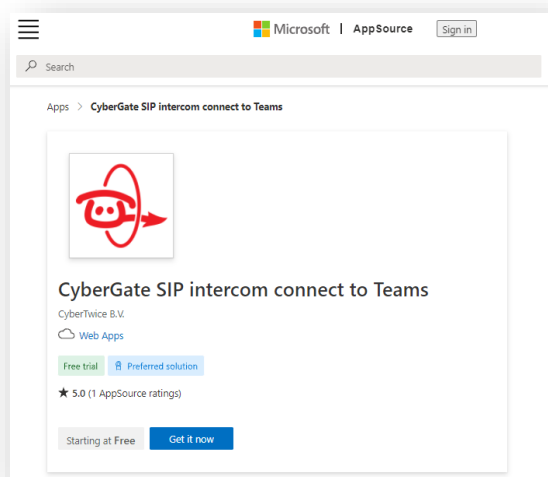 Microsoft | AppSource Sign in
Search
Apps > CyberGate SIP intercom connect to Teams
CyberGate SIP intercom connect to Teams
CyberTwice B.V.
Web Apps
Free trial Preferred solution
★ 5.0 (1 AppSource ratings)
Starting at Free Get it now